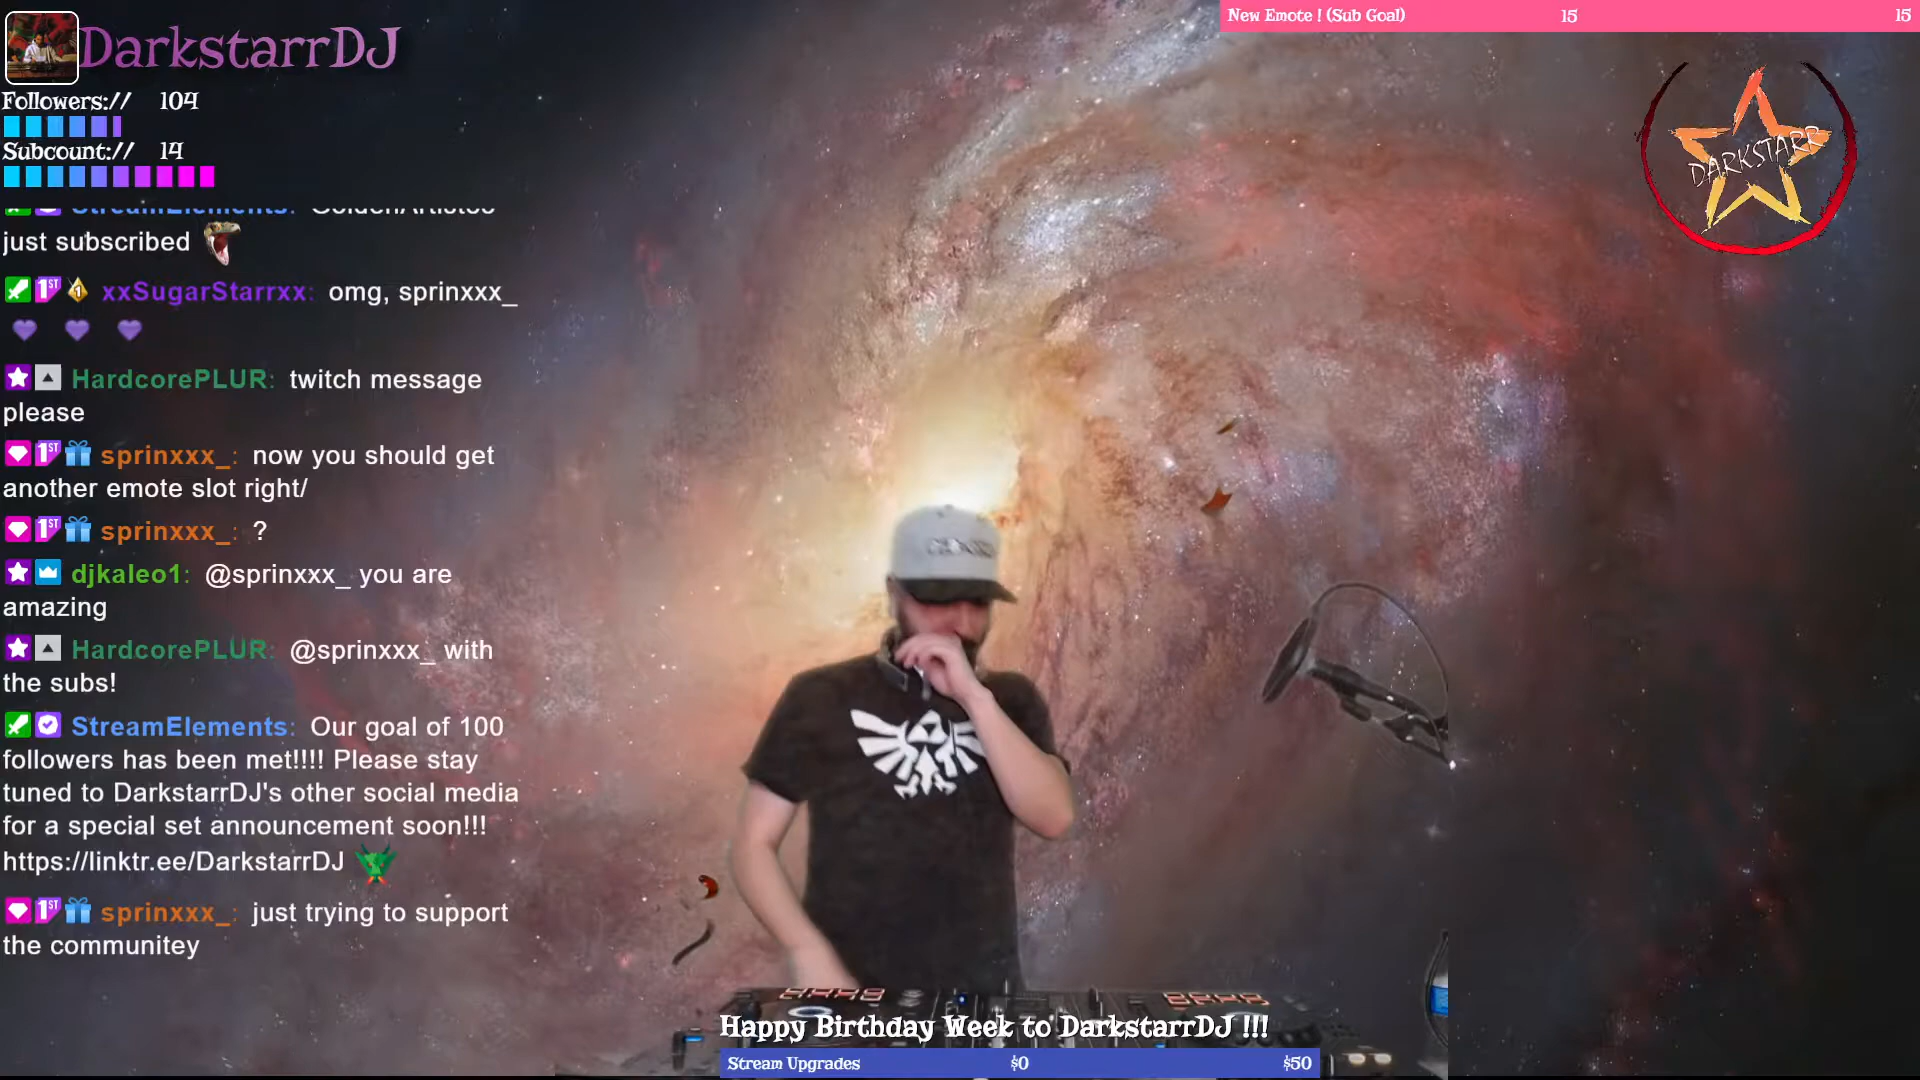 DarkstarrDJ
Followers:// 104
Subcount:// 14
just subscribed
xxSugarStarrxx: omg, sprinxxx_
HardcorePLUR: twitch message
please
sprinxxx_: now you should get
another emote slot right/
sprinxxx_: ?
djkaleo1: @sprinxxx_ you are
amazing
HardcorePLUR: @sprinxxx_ with
the subs!
StreamElements: Our goal of 100
followers has been met!!!! Please stay
tuned to DarkstarrDJ's other social media
for a special set announcement soon!!!
https://linktr.ee/DarkstarrDJ
sprinxxx_: just trying to support
the communitey
New Emote ! (Sub Goal) 15 15
DARKSTARR
Happy Birthday Week to DarkstarrDJ !!!
Stream Upgrades $0 $50